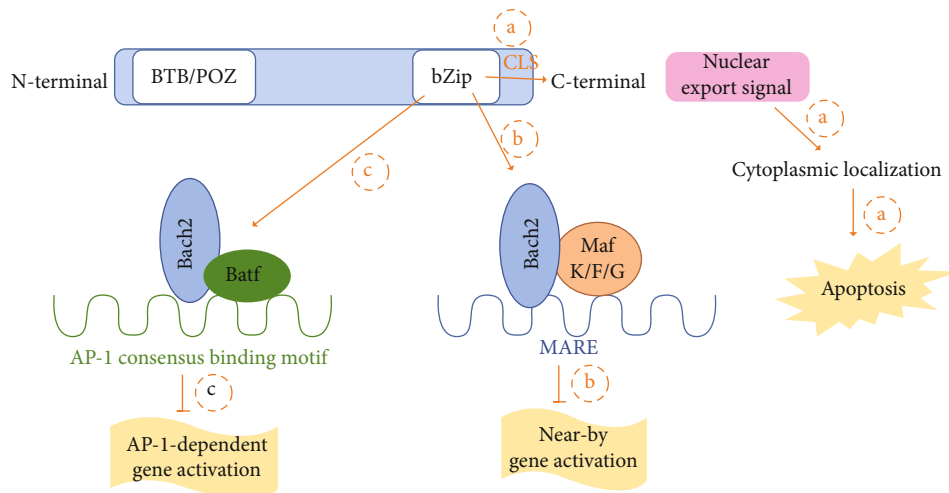 a
CLS
N-terminal
BTB/POZ
bZip
C-terminal
Nuclear
export signal
a
b
c
Cytoplasmic localization
a
Bach2
Batf
Bach2
Maf
K/F/G
Apoptosis
AP-1 consensus binding motif
MARE
c
b
AP-1-dependent
gene activation
Near-by
gene activation